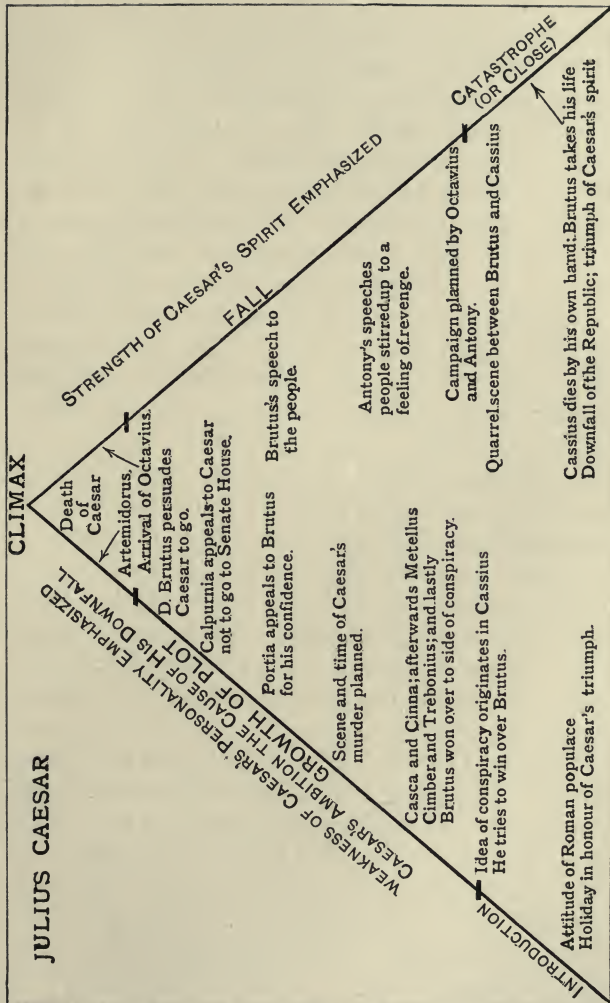 JULIUS CAESAR
CLIMAX
INTRODUCTION
Attitude of Roman populace
Holiday in honour of Caesar's triumph.
Idea of conspiracy originates in Cassius
He tries to win over Brutus.
WEAKNESS OF CAESAR'S PERSONALITY EMPHASIZED
CAESAR'S AMBITION THE CAUSE OF HIS DOWNFALL
GROWTH OF PLOT
Casca and Cinna; afterwards Metellus
Cimber and Trebonius; and lastly
Brutus won over to side of conspiracy.
Scene and time of Caesar's
murder planned.
Portia appeals to Brutus
for his confidence.
Calpurnia appeals to Caesar
not to go to Senate House.
D. Brutus persuades
Caesar to go.
Artemidorus.
Death
of
Caesar
Arrival of Octavius.
STRENGTH OF CAESAR'S SPIRIT EMPHASIZED
FALL
Brutus's speech to
the people.
Antony's speeches
people stirred up to a
feeling of revenge.
Campaign planned by Octavius
and Antony.
Quarrel scene between Brutus and Cassius
CATASTROPHE
(OR CLOSE)
Cassius dies by his own hand: Brutus takes his life
Downfall of the Republic; triumph of Caesar's spirit